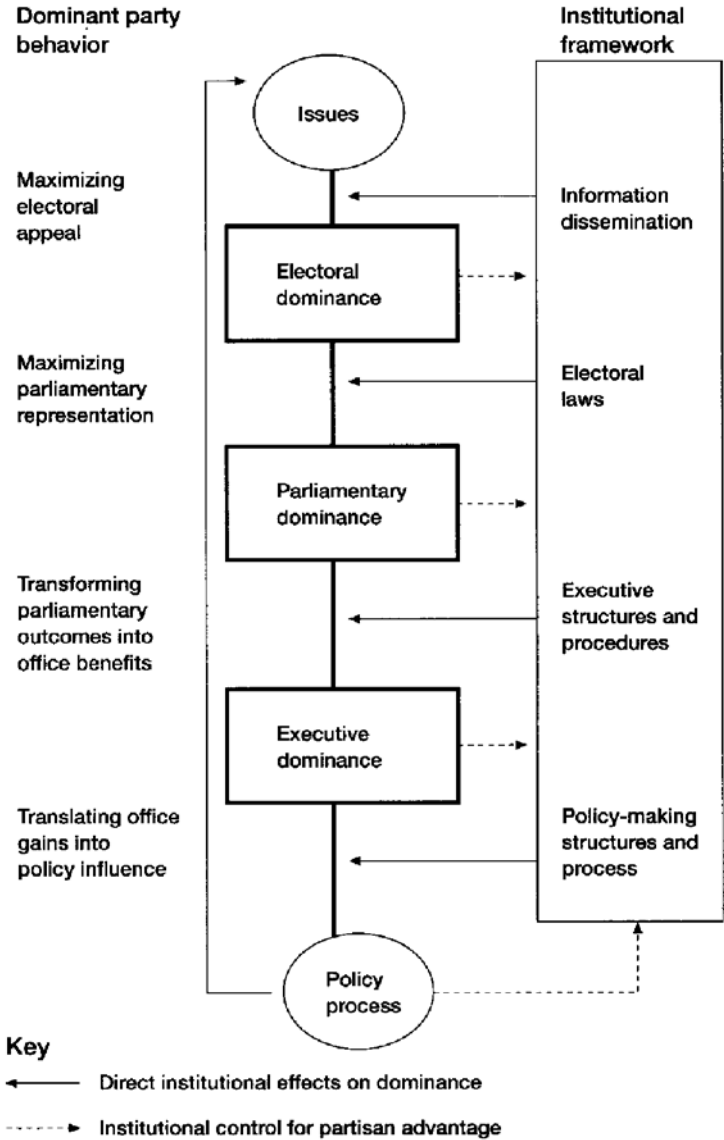 Dominant party
behavior
Institutional
framework
Issues
Maximizing
electoral
appeal
Information
dissemination
Electoral
dominance
Maximizing
parliamentary
representation
Electoral
laws
Parliamentary
dominance
Transforming
parliamentary
outcomes into
office benefits
Executive
structures and
procedures
Executive
dominance
Translating office
gains into
policy influence
Policy-making
structures and
process
Policy
process
Key
Direct institutional effects on dominance
Institutional control for partisan advantage